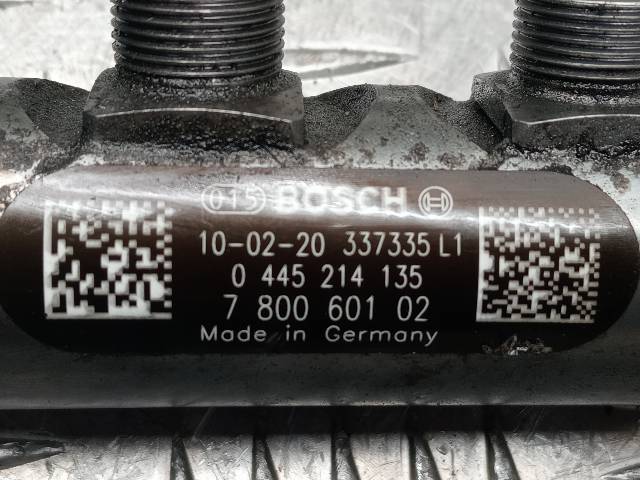 015 BOSCH
10-02-20 337335 L1
0 445 214 135
7 800 601 02
Made in Germany